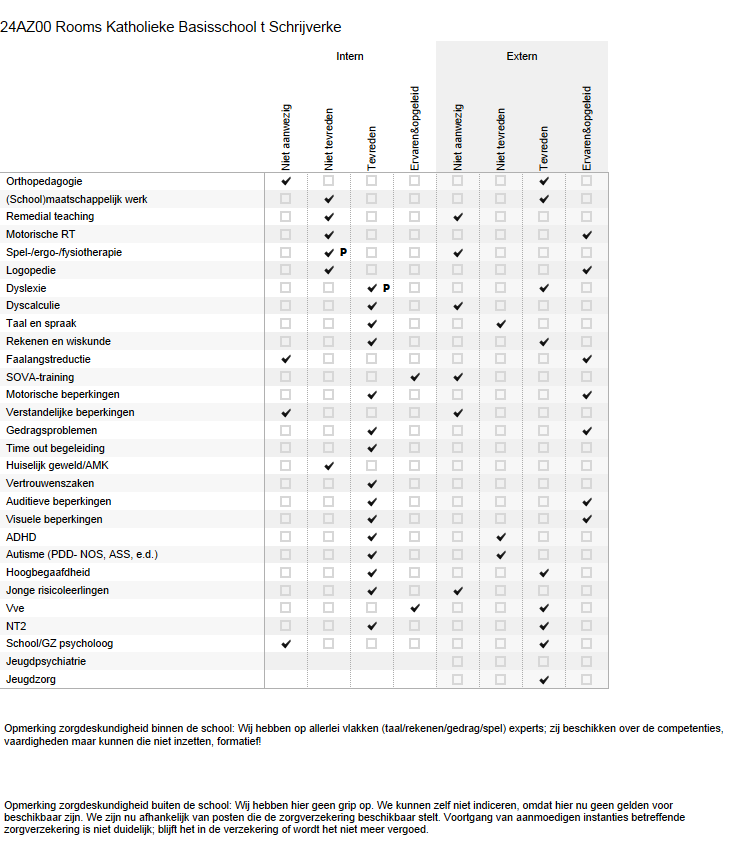 24AZ00 Rooms Katholieke Basisschool t Schrijverke
Intern Extern
Niet aanwezig Niet tevreden Tevreden Ervaren&opgeleid Niet aanwezig Niet tevreden Tevreden Ervaren&opgeleid
Orthopedagogie
(School)maatschappelijk werk
Remedial teaching
Motorische RT
Spel-/ergo-/fysiotherapie P
Logopedie
Dyslexie P
Dyscalculie
Taal en spraak
Rekenen en wiskunde
Faalangstreductie
SOVA-training
Motorische beperkingen
Verstandelijke beperkingen
Gedragsproblemen
Time out begeleiding
Huiselijk geweld/AMK
Vertrouwenszaken
Auditieve beperkingen
Visuele beperkingen
ADHD
Autisme (PDD- NOS, ASS, e.d.)
Hoogbegaafdheid
Jonge risicoleerlingen
Vve
NT2
School/GZ psycholoog
Jeugdpsychiatrie
Jeugdzorg
Opmerking zorgdeskundigheid binnen de school: Wij hebben op allerlei vlakken (taal/rekenen/gedrag/spel) experts; zij beschikken over de competenties,
vaardigheden maar kunnen die niet inzetten, formatief!
Opmerking zorgdeskundigheid buiten de school: Wij hebben hier geen grip op. We kunnen zelf niet indiceren, omdat hier nu geen gelden voor
beschikbaar zijn. We zijn nu afhankelijk van posten die de zorgverzekering beschikbaar stelt. Voortgang van aanmoedigen instanties betreffende
zorgverzekering is niet duidelijk; blijft het in de verzekering of wordt het niet meer vergoed.